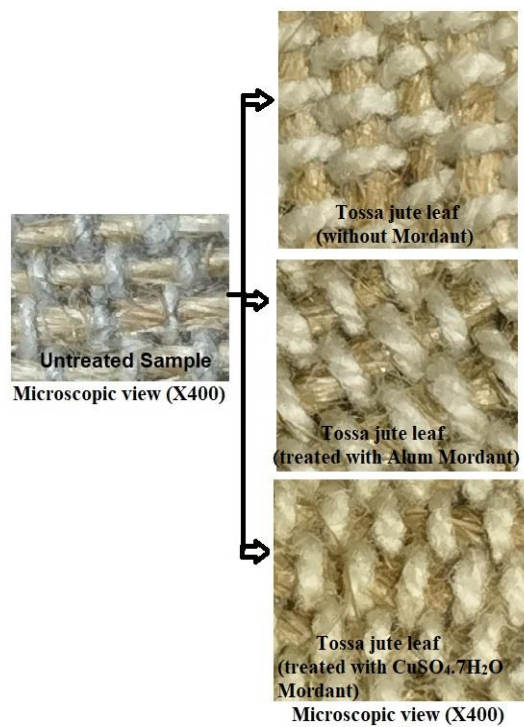 Untreated Sample
Microscopic view (X400)
Tossa jute leaf
(without Mordant)
Tossa jute leaf
(treated with Alum Mordant)
Tossa jute leaf
(treated with CuSO₄.7H₂O
Mordant)
Microscopic view (X400)